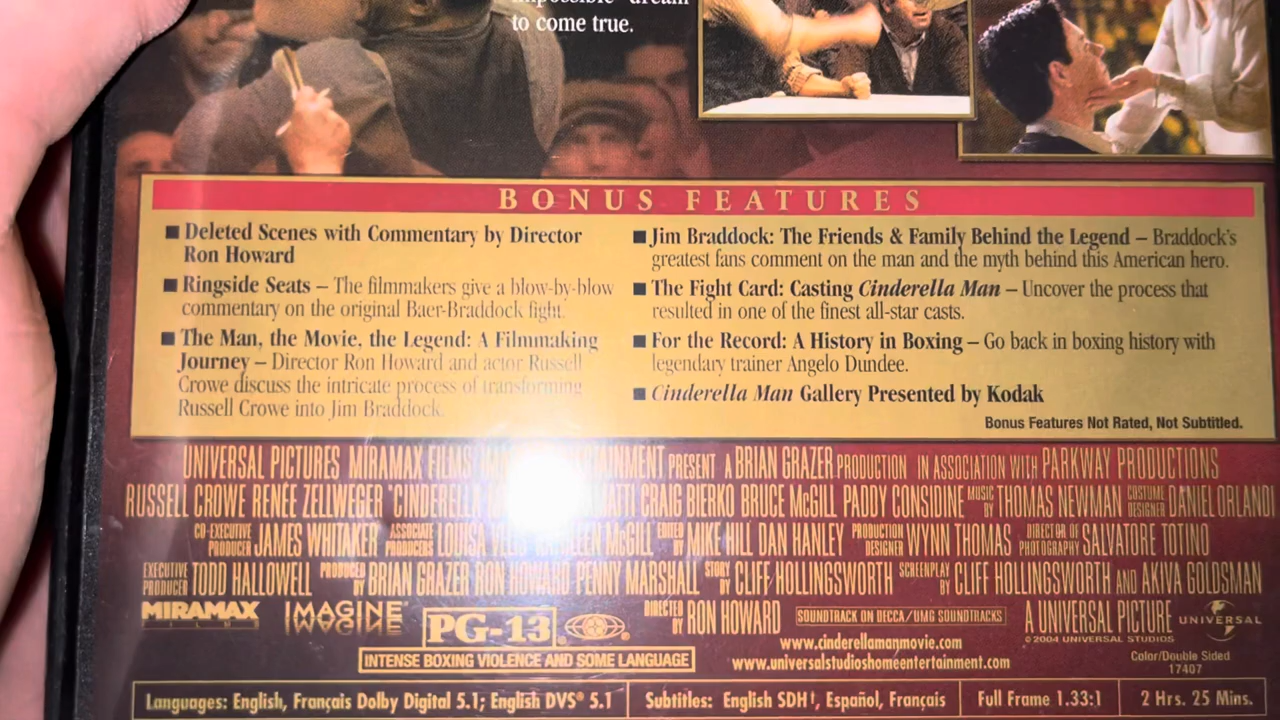 to come true.
BONUS FEATURES
■ Deleted Scenes with Commentary by Director
Ron Howard
■ Ringside Seats – The filmmakers give a blow-by-blow
commentary on the original Baer-Braddock fight.
■ The Man, the Movie, the Legend: A Filmmaking
Journey – Director Ron Howard and actor Russell
Crowe discuss the intricate process of transforming
Russell Crowe into Jim Braddock.
■ Jim Braddock: The Friends & Family Behind the Legend – Braddock's
greatest fans comment on the man and the myth behind this American hero.
■ The Fight Card: Casting Cinderella Man – Uncover the process that
resulted in one of the finest all-star casts.
■ For the Record: A History in Boxing – Go back in boxing history with
legendary trainer Angelo Dundee.
■ Cinderella Man Gallery Presented by Kodak
Bonus Features Not Rated, Not Subtitled.
UNIVERSAL PICTURES MIRAMAX FILMS PRESENT A BRIAN GRAZER PRODUCTION IN ASSOCIATION WITH PARKWAY PRODUCTIONS
RUSSELL CROWE RENÉE ZELLWEGER "CINDERELLA CRAIG BIERKO BRUCE McGILL PADDY CONSIDINE MUSIC BY THOMAS NEWMAN COSTUME DESIGNER DANIEL ORLANDI
CO-EXECUTIVE PRODUCER JAMES WHITAKER ASSOCIATE PRODUCERS LOUISA McGILL EDITED BY MIKE HILL DAN HANLEY PRODUCTION DESIGNER WYNN THOMAS DIRECTOR OF PHOTOGRAPHY SALVATORE TOTINO
EXECUTIVE PRODUCER TODD HALLOWELL PRODUCED BY BRIAN GRAZER RON HOWARD PENNY MARSHALL STORY BY CLIFF HOLLINGSWORTH SCREENPLAY BY CLIFF HOLLINGSWORTH AND AKIVA GOLDSMAN
MIRAMAX FILMS IMAGINE PG-13 DIRECTED BY RON HOWARD SOUNDTRACK ON DECCA/UMG SOUNDTRACKS A UNIVERSAL PICTURE UNIVERSAL
© 2004 UNIVERSAL STUDIOS
www.cinderellamanmovie.com
INTENSE BOXING VIOLENCE AND SOME LANGUAGE
www.universalstudioshomeentertainment.com
Color/Double Sided
17407
Languages: English, Français Dolby Digital 5.1; English DVS® 5.1
Subtitles: English SDH†, Español, Français
Full Frame 1.33:1
2 Hrs. 25 Mins.